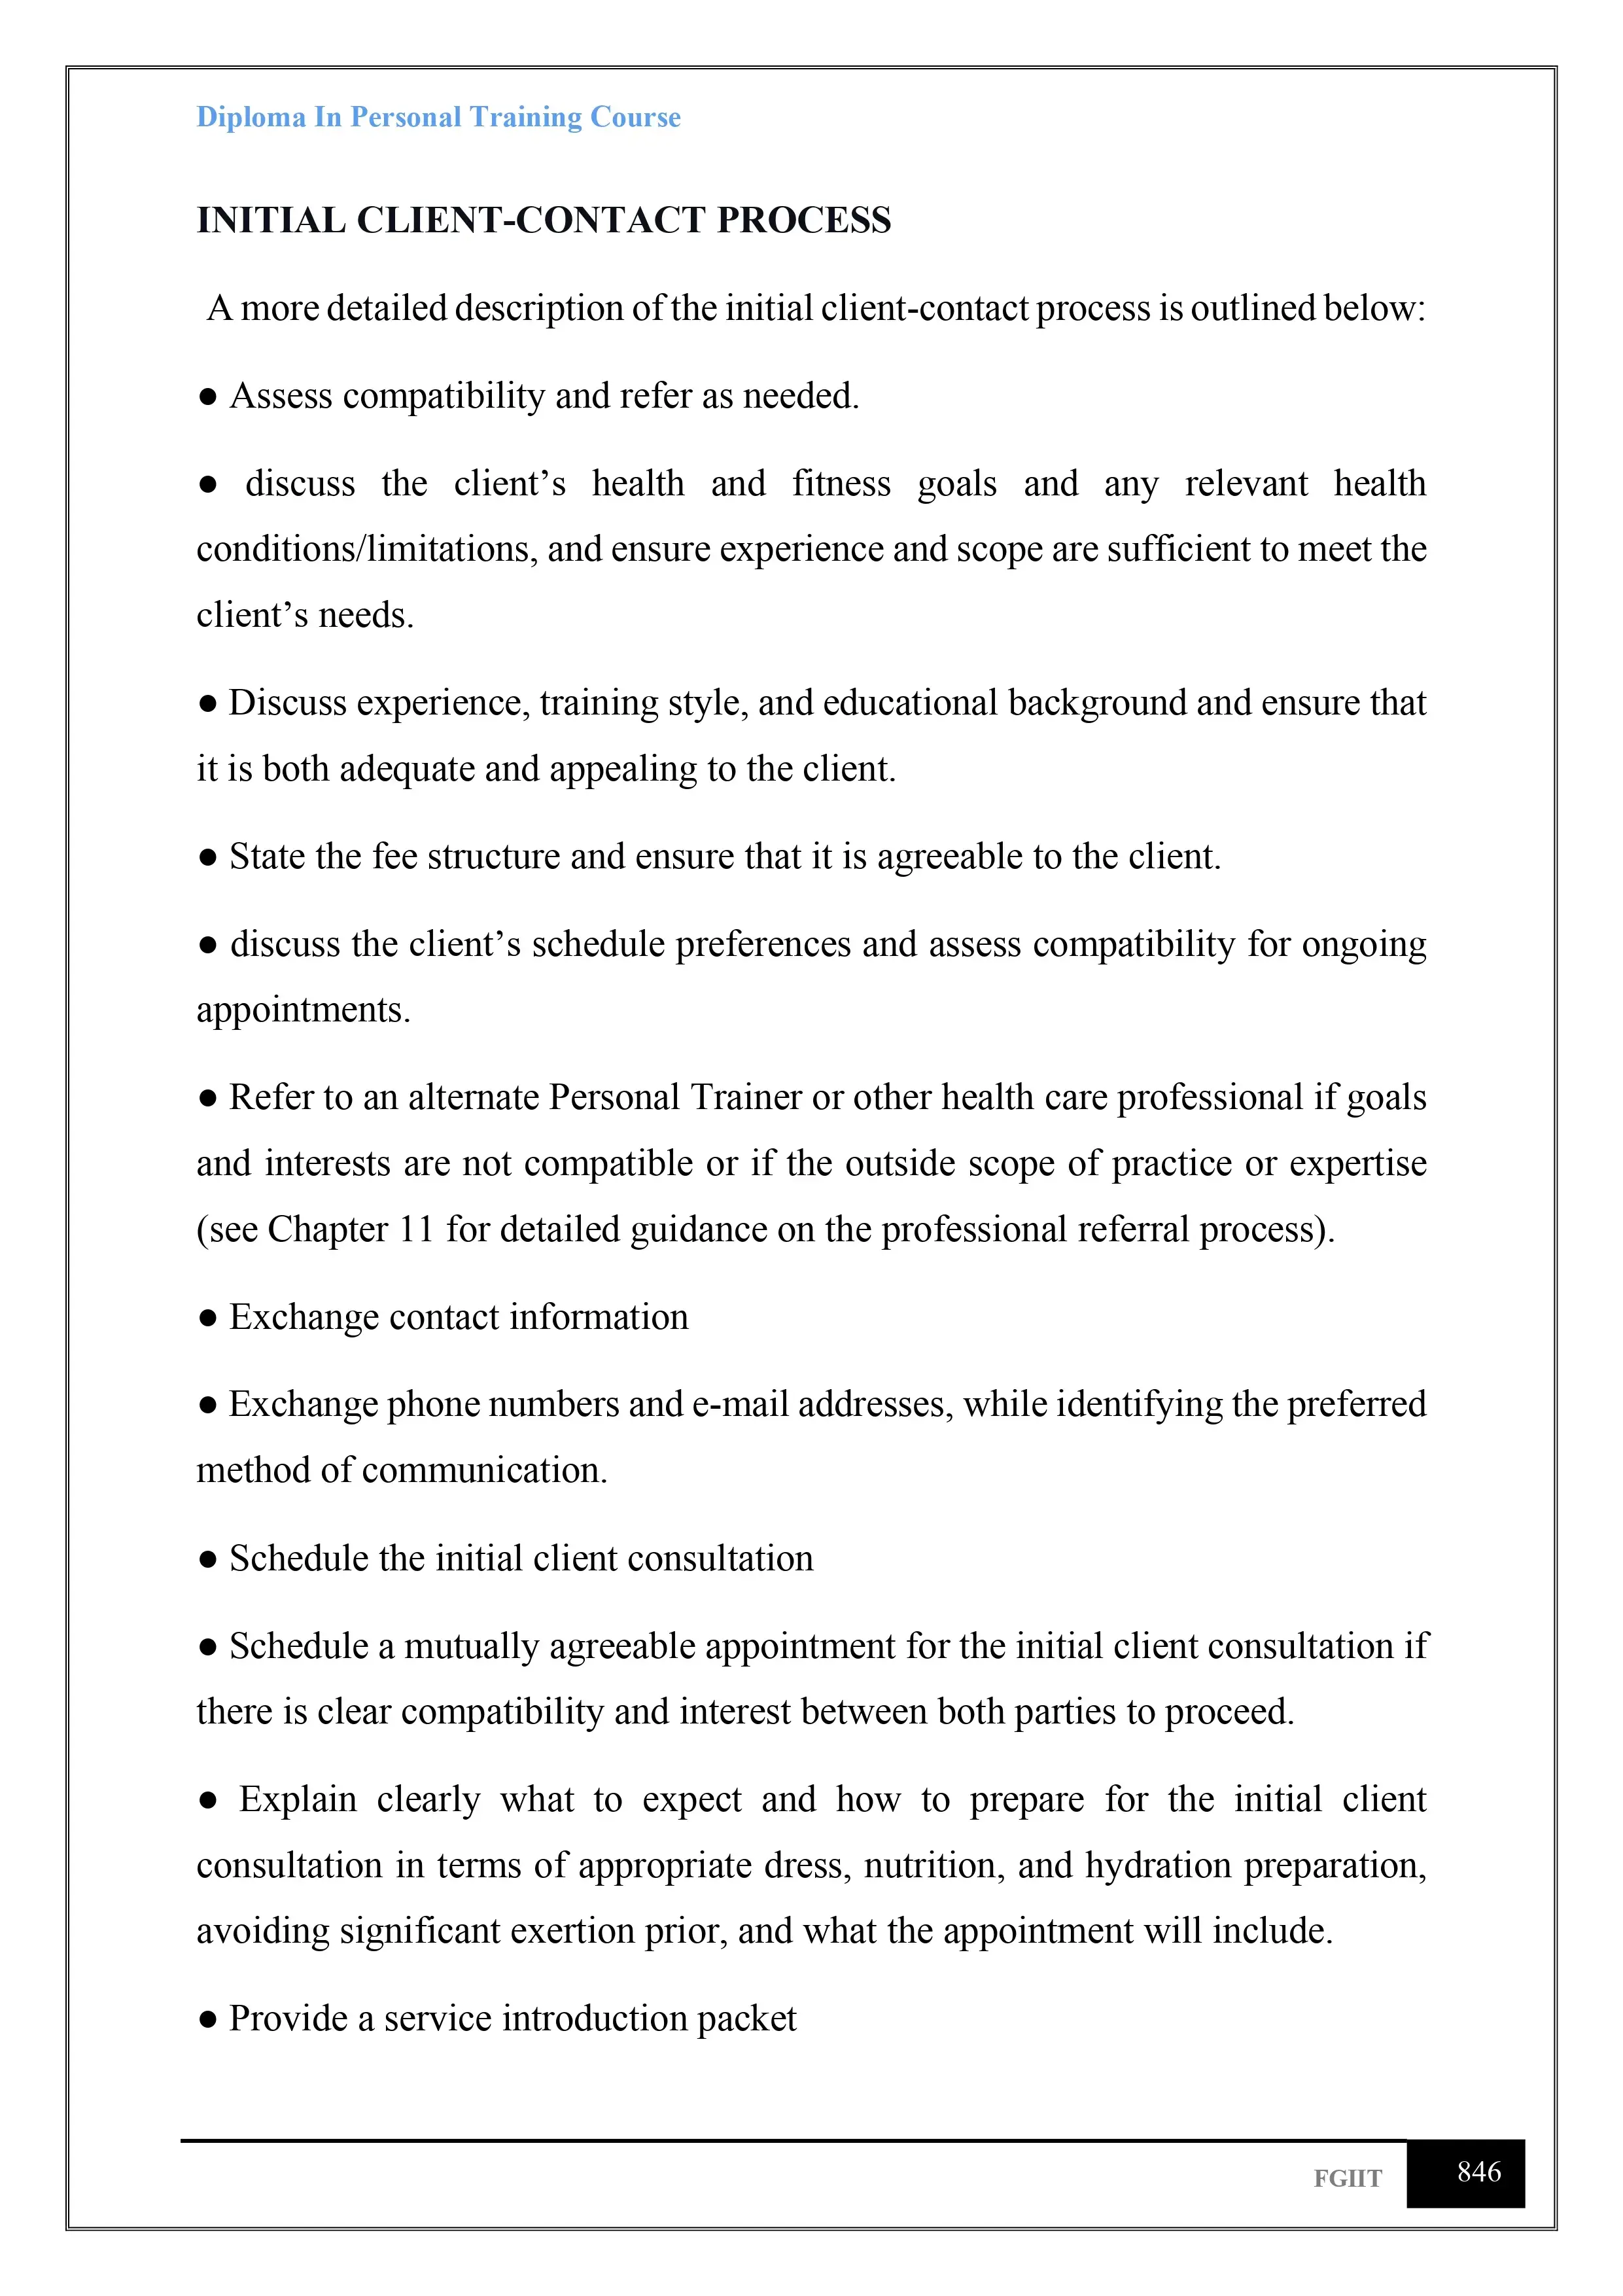 Diploma In Personal Training Course
INITIAL CLIENT-CONTACT PROCESS
A more detailed description of the initial client-contact process is outlined below:
● Assess compatibility and refer as needed.
● discuss the client’s health and fitness goals and any relevant health
conditions/limitations, and ensure experience and scope are sufficient to meet the
client’s needs.
● Discuss experience, training style, and educational background and ensure that
it is both adequate and appealing to the client.
● State the fee structure and ensure that it is agreeable to the client.
● discuss the client’s schedule preferences and assess compatibility for ongoing
appointments.
● Refer to an alternate Personal Trainer or other health care professional if goals
and interests are not compatible or if the outside scope of practice or expertise
(see Chapter 11 for detailed guidance on the professional referral process).
● Exchange contact information
● Exchange phone numbers and e-mail addresses, while identifying the preferred
method of communication.
● Schedule the initial client consultation
● Schedule a mutually agreeable appointment for the initial client consultation if
there is clear compatibility and interest between both parties to proceed.
● Explain clearly what to expect and how to prepare for the initial client
consultation in terms of appropriate dress, nutrition, and hydration preparation,
avoiding significant exertion prior, and what the appointment will include.
● Provide a service introduction packet
FGIIT 846